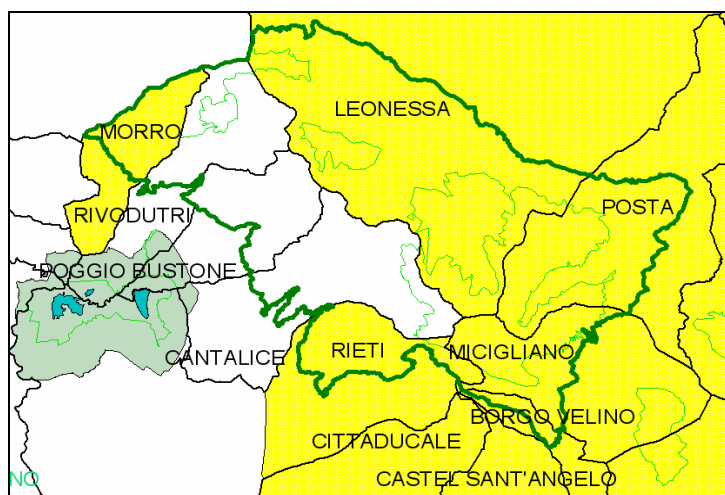 LEONESSA
MORRO
POSTA
RIVODUTRI
POGGIO BUSTONE
CANTALICE
RIETI
MICIGLIANO
BORGO VELINO
CITTADUCALE
CASTEL SANT'ANGELO
NO